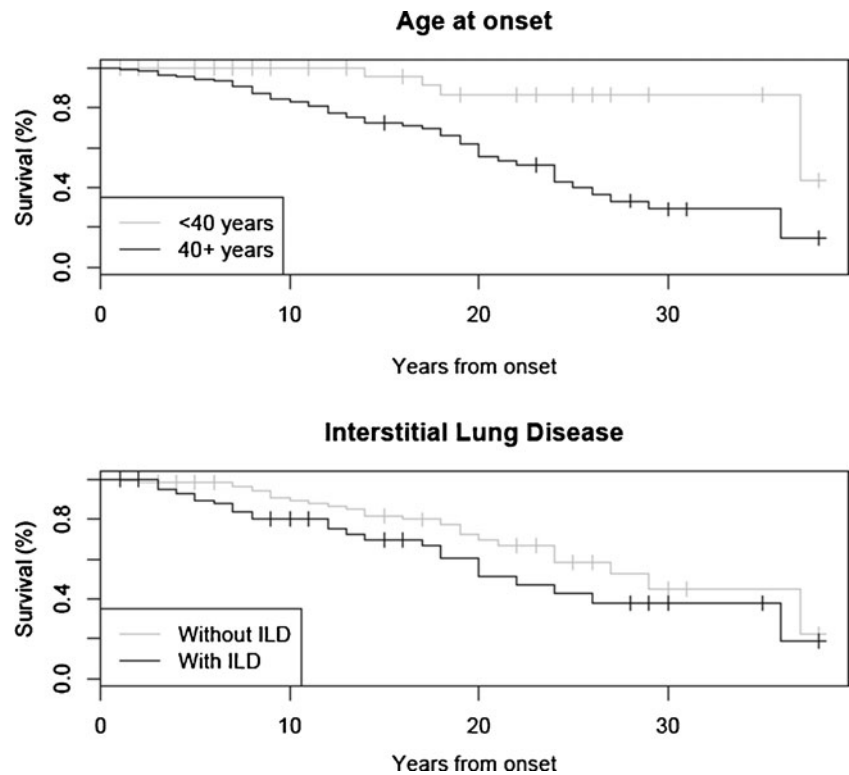 Age at onset
Survival (%)
0.8
0.4
0.0
<40 years
40+ years
0 10 20 30
Years from onset
Interstitial Lung Disease
Survival (%)
0.8
0.4
0.0
Without ILD
With ILD
0 10 20 30
Years from onset